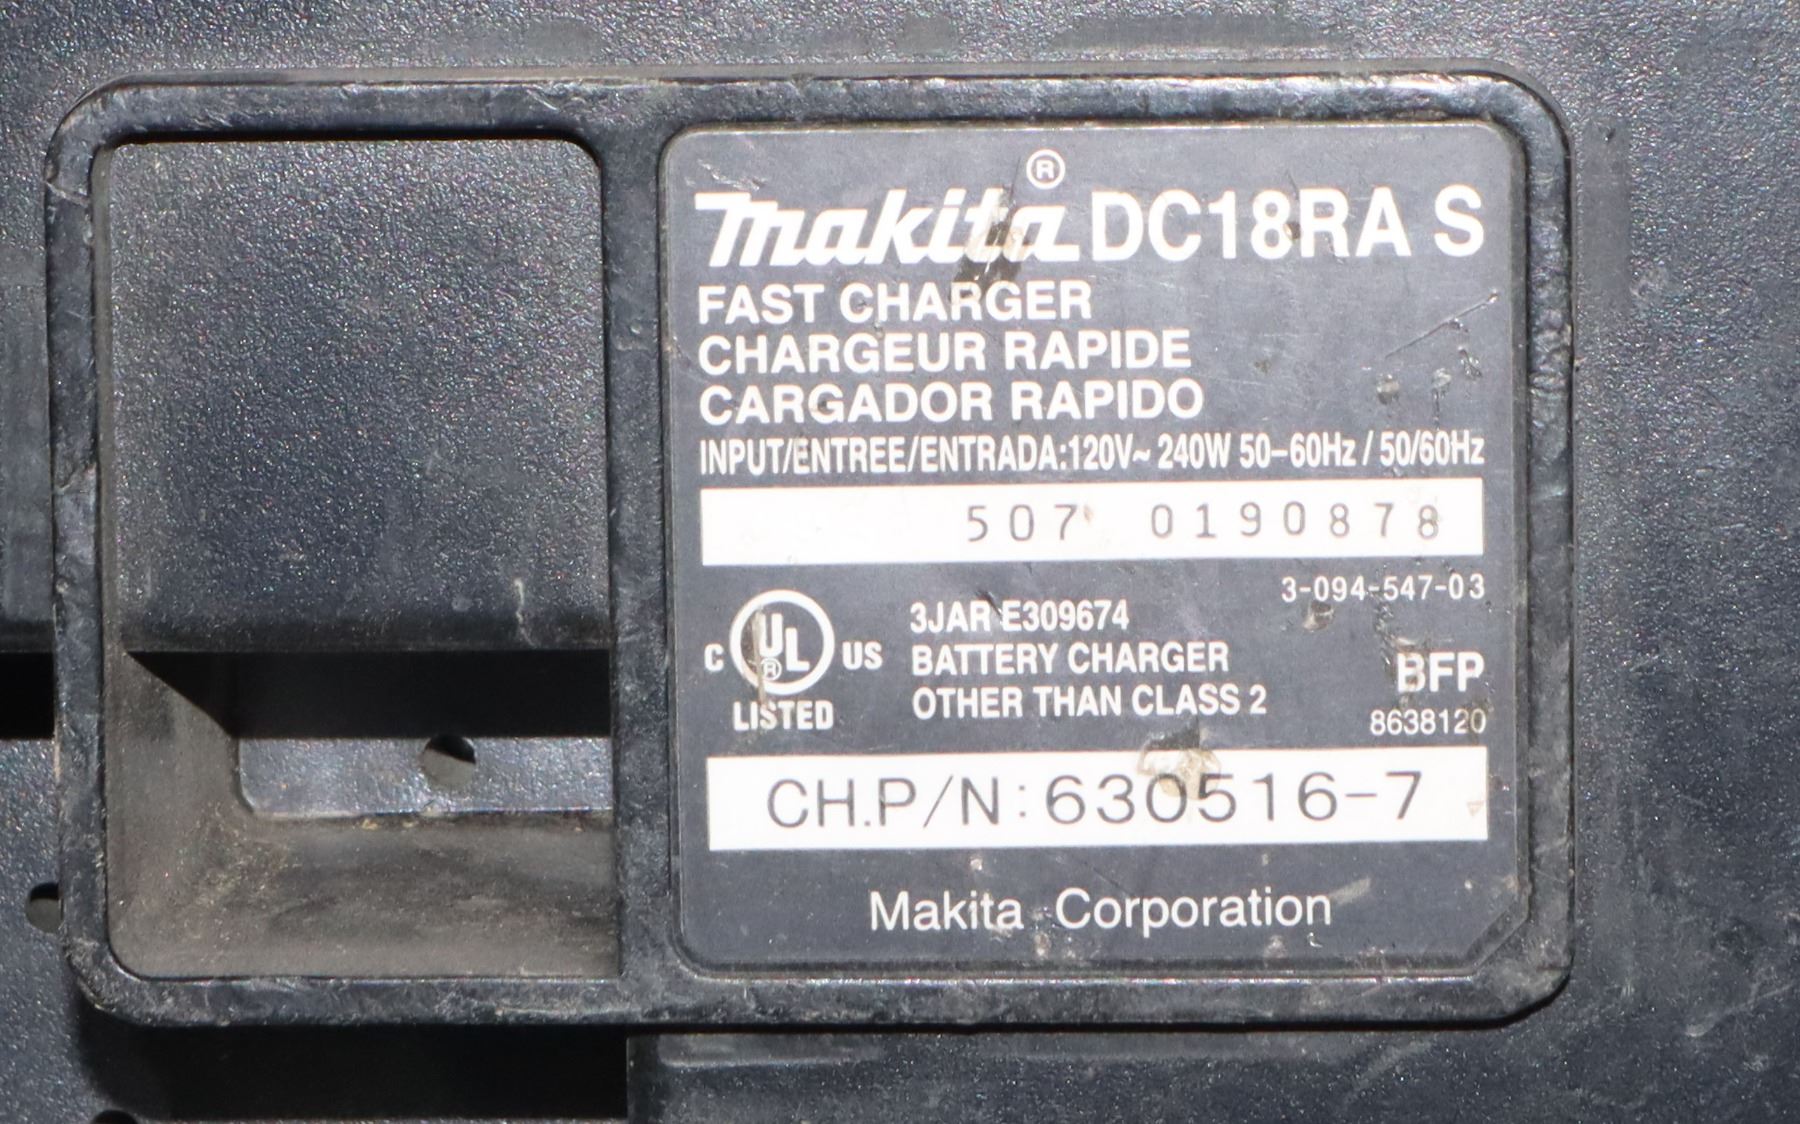 makita® DC18RA S
FAST CHARGER
CHARGEUR RAPIDE
CARGADOR RAPIDO
INPUT/ENTREE/ENTRADA:120V~ 240W 50-60Hz / 50/60Hz
507 0190878
3-094-547-03
C UL® US
LISTED
3JAR E309674
BATTERY CHARGER
OTHER THAN CLASS 2
BFP
8638120
CH.P/N:630516-7
Makita Corporation